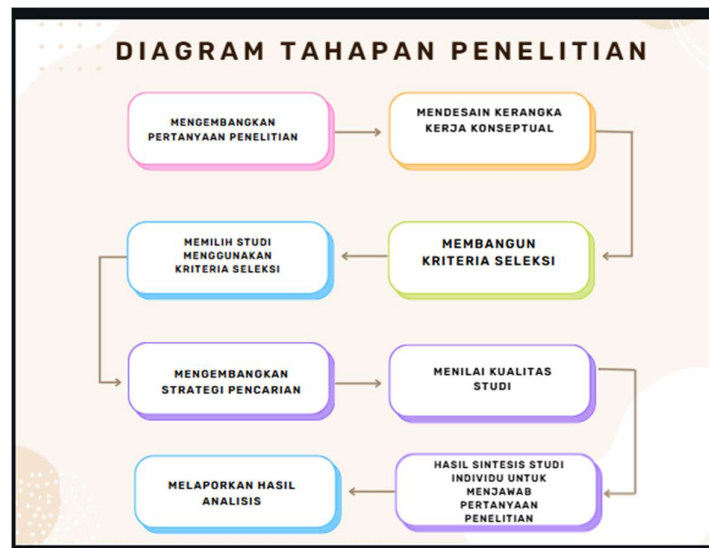 DIAGRAM TAHAPAN PENELITIAN
MENGEMBANGKAN
PERTANYAAN PENELITIAN
MENDESAIN KERANGKA
KERJA KONSEPTUAL
MEMBANGUN
KRITERIA SELEKSI
MEMILIH STUDI
MENGGUNAKAN
KRITERIA SELEKSI
MENGEMBANGKAN
STRATEGI PENCARIAN
MENILAI KUALITAS
STUDI
HASIL SINTESIS STUDI
INDIVIDU UNTUK
MENJAWAB
PERTANYAAN
PENELITIAN
MELAPORKAN HASIL
ANALISIS